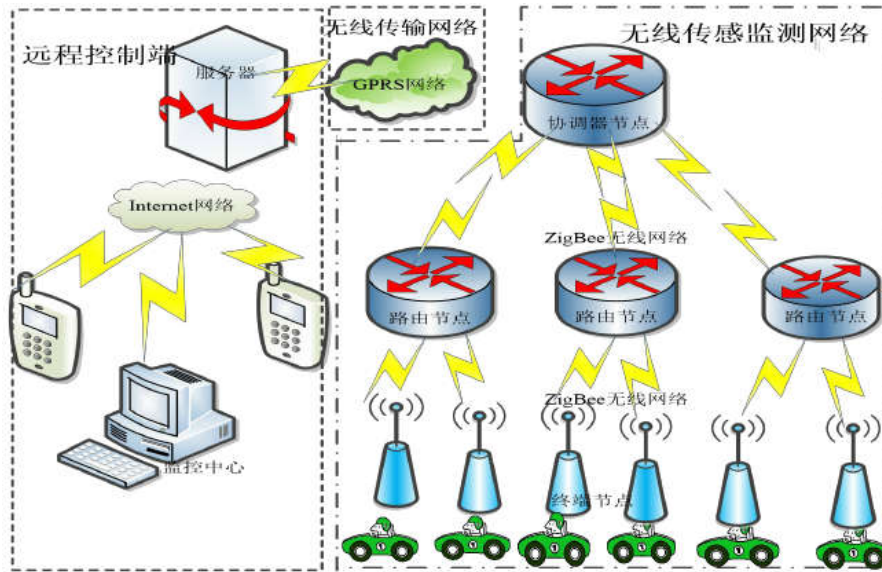 远程控制端
服务器
无线传输网络
GPRS网络
无线传感监测网络
协调器节点
Internet网络
ZigBee无线网络
路由节点
路由节点
路由节点
ZigBee无线网络
监控中心
终端节点